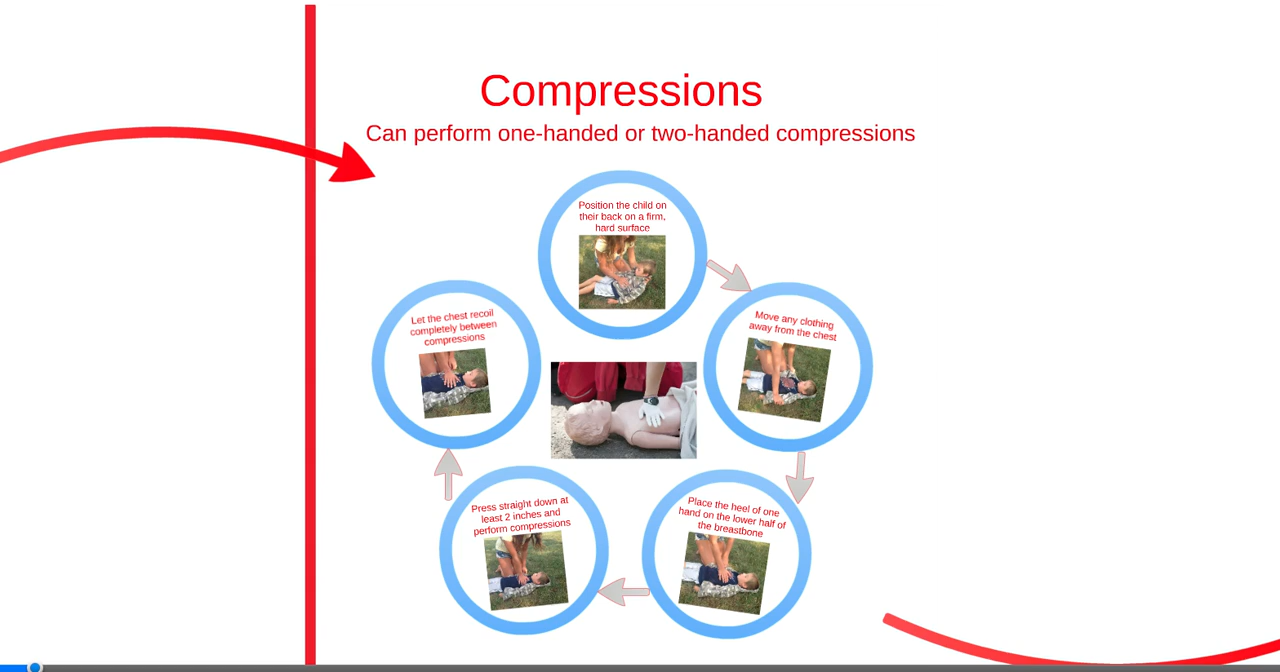 Compressions
Can perform one-handed or two-handed compressions
Position the child on
their back on a firm,
hard surface
Move any clothing
away from the chest
Place the heel of one
hand on the lower half of
the breastbone
Press straight down at
least 2 inches and
perform compressions
Let the chest recoil
completely between
compressions